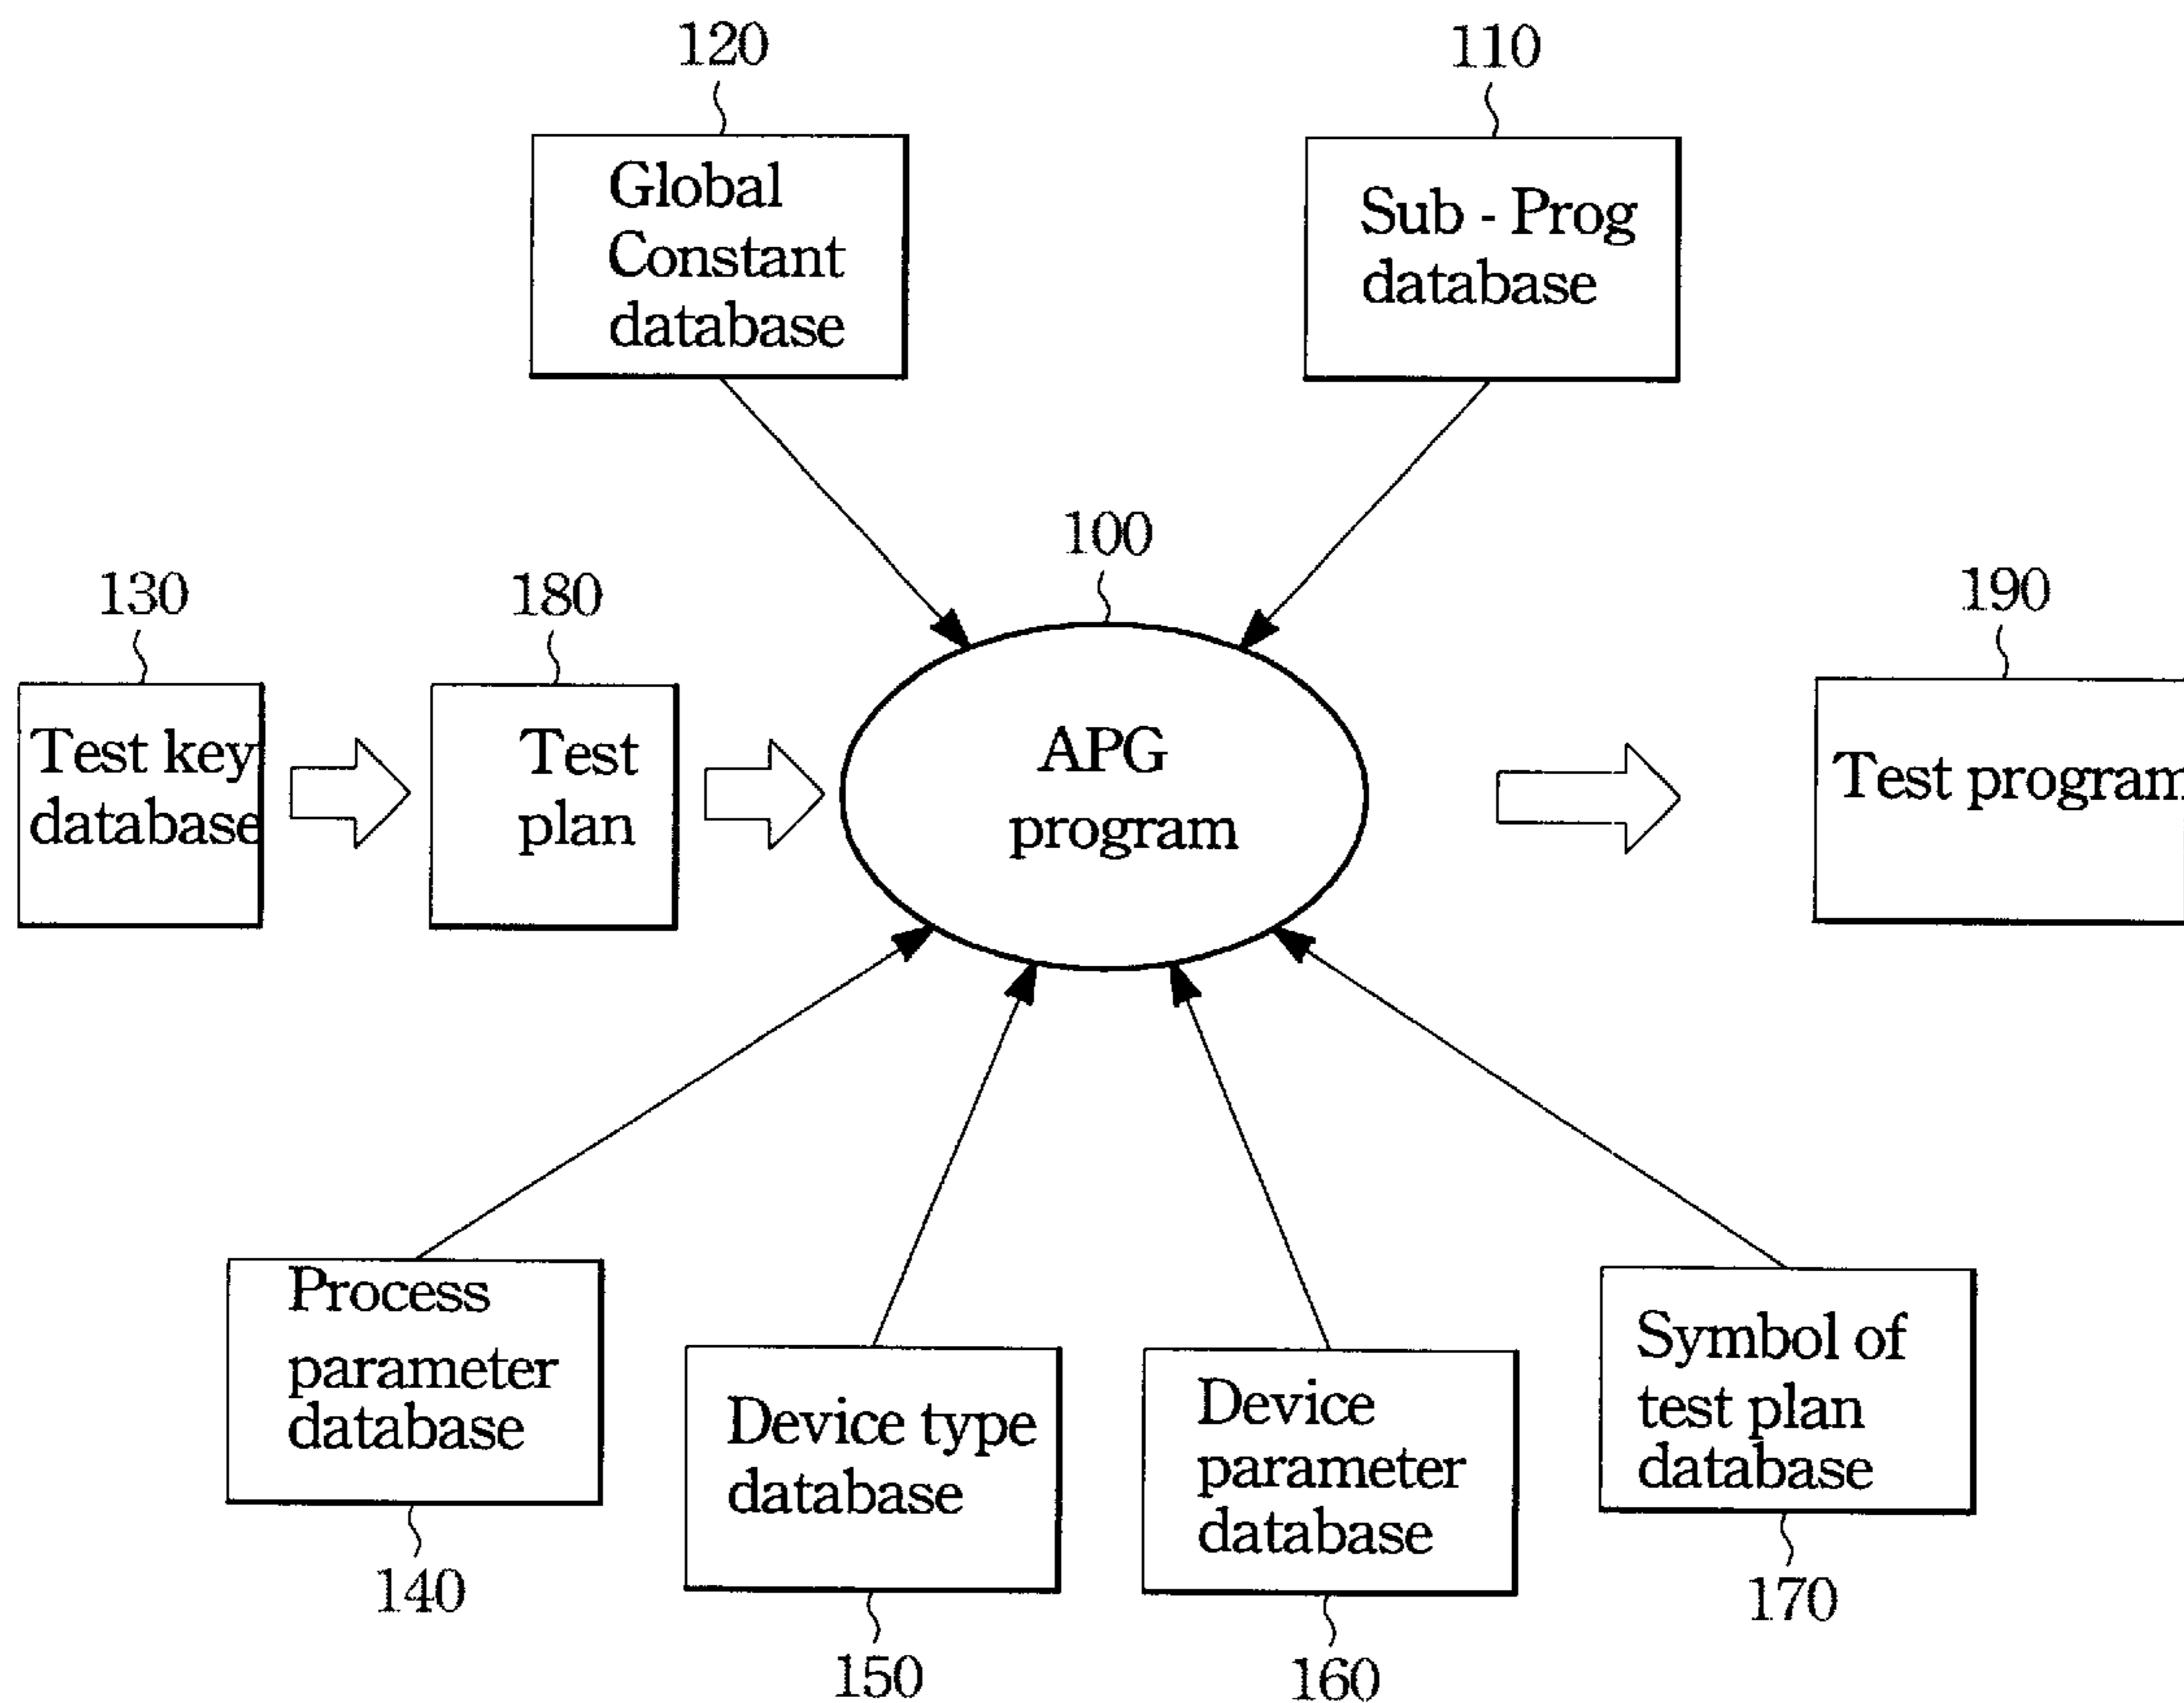 120
110
Global
Constant
database
Sub - Prog
database
100
130
180
190
Test key
database
Test
plan
APG
program
Test program
Process
parameter
database
Device type
database
Device
parameter
database
Symbol of
test plan
database
140
150
160
170